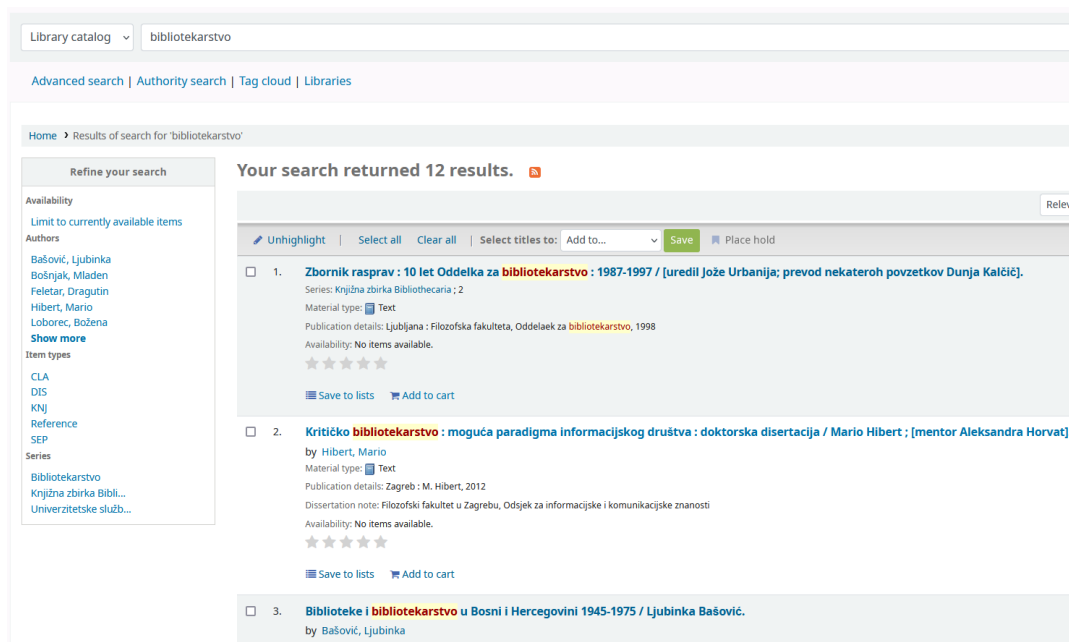 Library catalog bibliotekarstvo
Advanced search | Authority search | Tag cloud | Libraries
Home › Results of search for 'bibliotekarstvo'
Refine your search
Availability
Limit to currently available items
Authors
Bašović, Ljubinka
Bošnjak, Mladen
Feletar, Dragutin
Hibert, Mario
Loborec, Božena
Show more
Item types
CLA
DIS
KNJ
Reference
SEP
Series
Bibliotekarstvo
Knjižna zbirka Bibli...
Univerzitetske služb...
Your search returned 12 results.
Relev
Unhighlight | Select all Clear all | Select titles to: Add to... Save Place hold
1. Zbornik rasprav : 10 let Oddelka za bibliotekarstvo : 1987-1997 / [uredil Jože Urbanija; prevod nekateroh povzetkov Dunja Kalčič].
Series: Knjižna zbirka Bibliothecaria ; 2
Material type: Text
Publication details: Ljubljana : Filozofska fakulteta, Oddelaek za bibliotekarstvo, 1998
Availability: No items available.
Save to lists Add to cart
2. Kritičko bibliotekarstvo : moguća paradigma informacijskog društva : doktorska disertacija / Mario Hibert ; [mentor Aleksandra Horvat]
by Hibert, Mario
Material type: Text
Publication details: Zagreb : M. Hibert, 2012
Dissertation note: Filozofski fakultet u Zagrebu, Odsjek za informacijske i komunikacijske znanosti
Availability: No items available.
Save to lists Add to cart
3. Biblioteke i bibliotekarstvo u Bosni i Hercegovini 1945-1975 / Ljubinka Bašović.
by Bašović, Ljubinka